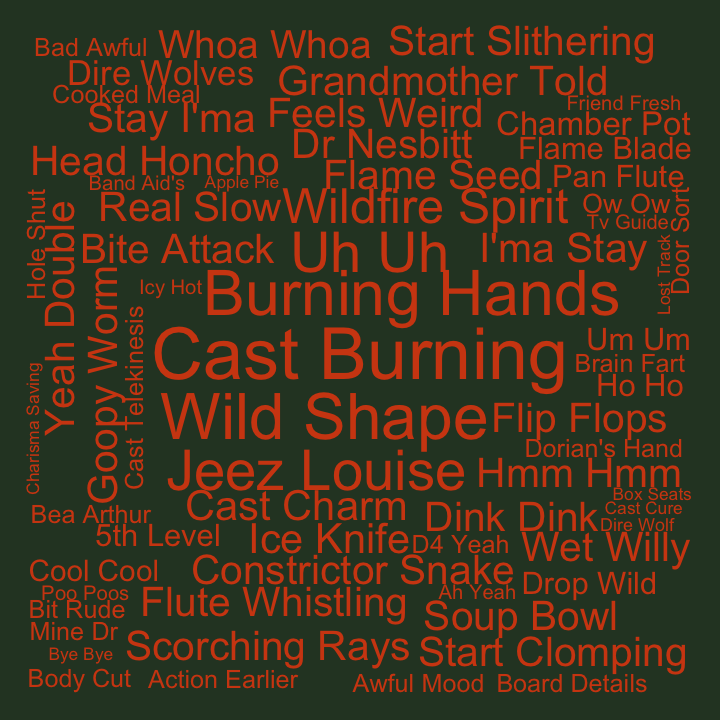 Bad Awful
Whoa Whoa
Start Slithering
Dire Wolves
Grandmother Told
Cooked Meal
Friend Fresh
Stay I'ma
Feels Weird
Chamber Pot
Dr Nesbitt
Flame Blade
Head Honcho
Flame Seed
Pan Flute
Band Aid's
Apple Pie
Real Slow
Wildfire Spirit
Ow Ow
Tv Guide
Door Sort
Hole Shut
Yeah Double
Bite Attack
Uh Uh
I'ma Stay
Lost Track
Icy Hot
Burning Hands
Goopy Worm
Cast Telekinesis
Cast Burning
Um Um
Brain Fart
Ho Ho
Charisma Saving
Wild Shape
Flip Flops
Dorian's Hand
Jeez Louise
Hmm Hmm
Box Seats
Cast Charm
Cast Cure
Bea Arthur
Dink Dink
Dire Wolf
5th Level
Ice Knife
D4 Yeah
Wet Willy
Cool Cool
Constrictor Snake
Drop Wild
Poo Poos
Ah Yeah
Bit Rude
Flute Whistling
Soup Bowl
Mine Dr
Scorching Rays
Start Clomping
Bye Bye
Body Cut
Action Earlier
Awful Mood
Board Details